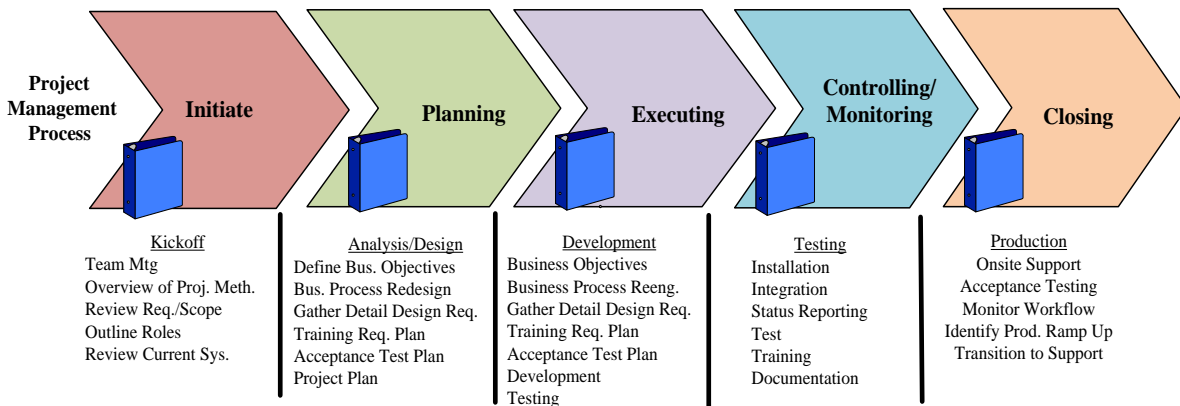 Project
Management
Process
Initiate
Planning
Executing
Controlling/
Monitoring
Closing
Kickoff
Team Mtg
Overview of Proj. Meth.
Review Req./Scope
Outline Roles
Review Current Sys.
Analysis/Design
Define Bus. Objectives
Bus. Process Redesign
Gather Detail Design Req.
Training Req. Plan
Acceptance Test Plan
Project Plan
Development
Business Objectives
Business Process Reeng.
Gather Detail Design Req.
Training Req. Plan
Acceptance Test Plan
Development
Testing
Testing
Installation
Integration
Status Reporting
Test
Training
Documentation
Production
Onsite Support
Acceptance Testing
Monitor Workflow
Identify Prod. Ramp Up
Transition to Support